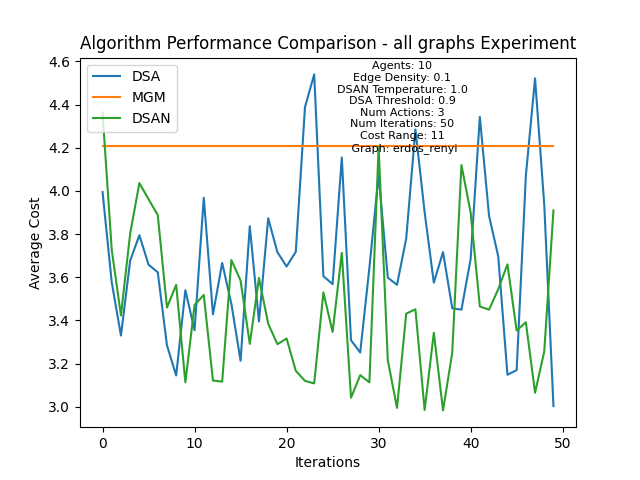 Algorithm Performance Comparison - all graphs Experiment
DSA
MGM
DSAN
Agents: 10
Edge Density: 0.1
DSAN Temperature: 1.0
DSA Threshold: 0.9
Num Actions: 3
Num Iterations: 50
Cost Range: 11
Graph: erdos_renyi
Average Cost
4.6
4.4
4.2
4.0
3.8
3.6
3.4
3.2
3.0
0 10 20 30 40 50
Iterations